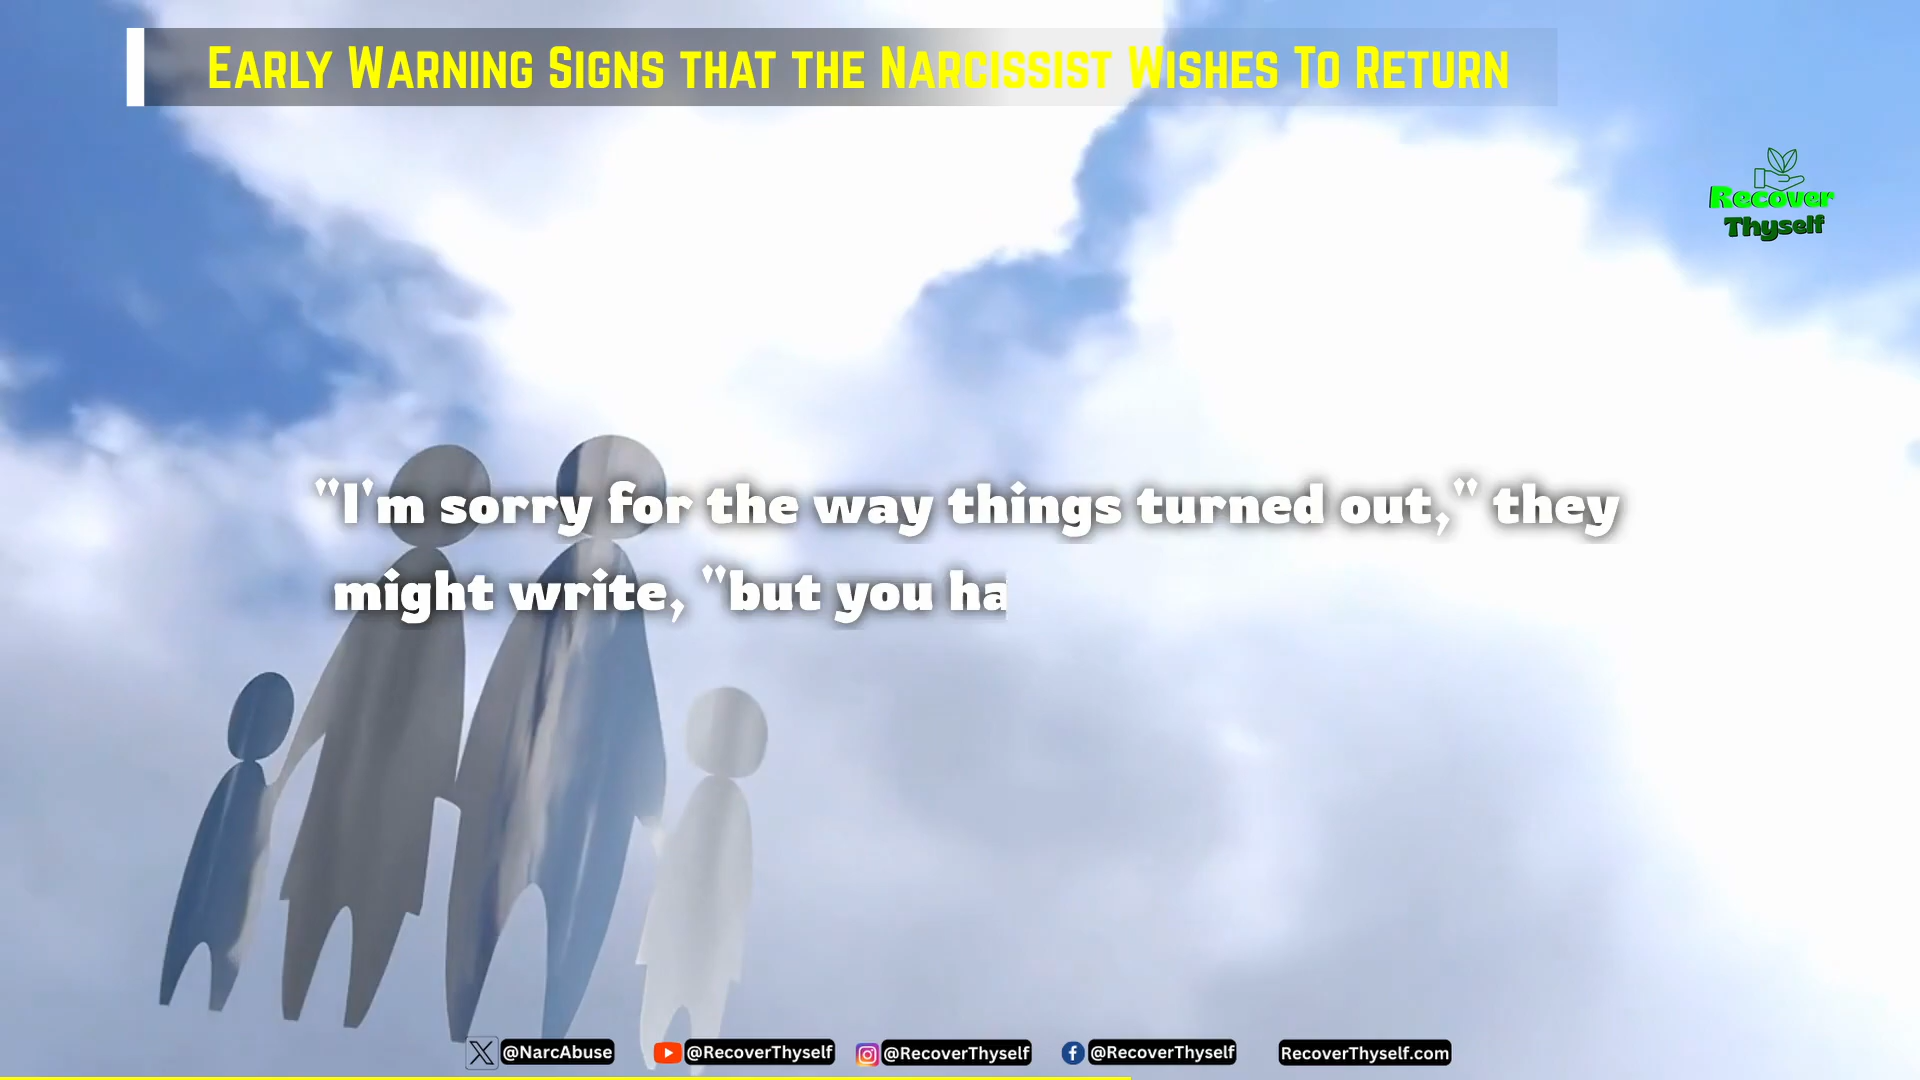 Early Warning Signs that the Narcissist Wishes To Return
Recover
Thyself
"I'm sorry for the way things turned out," they
might write, "but you ha
@NarcAbuse
@RecoverThyself
@RecoverThyself
@RecoverThyself
RecoverThyself.com